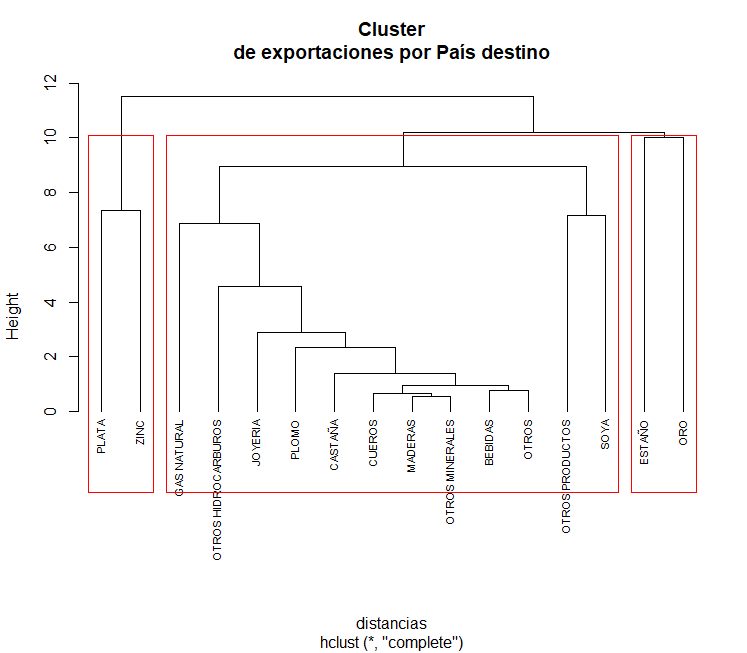 Cluster
de exportaciones por País destino
Height
12
10
8
6
4
2
0
PLATA
ZINC
GAS NATURAL
OTROS HIDROCARBUROS
JOYERIA
PLOMO
CASTAÑA
CUEROS
MADERAS
OTROS MINERALES
BEBIDAS
OTROS
OTROS PRODUCTOS
SOYA
ESTAÑO
ORO
distancias
hclust (*, "complete")